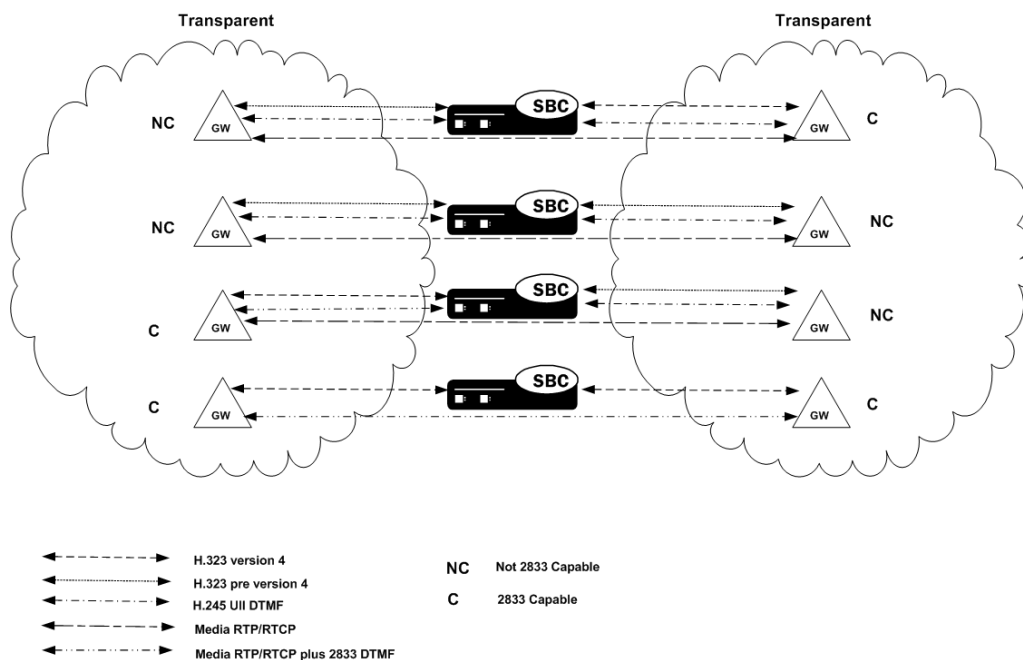 Transparent Transparent
SBC
NC GW GW C
SBC
NC GW GW NC
SBC
C GW GW NC
SBC
C GW GW C
H.323 version 4
H.323 pre version 4
H.245 UII DTMF
Media RTP/RTCP
Media RTP/RTCP plus 2833 DTMF
NC Not 2833 Capable
C 2833 Capable